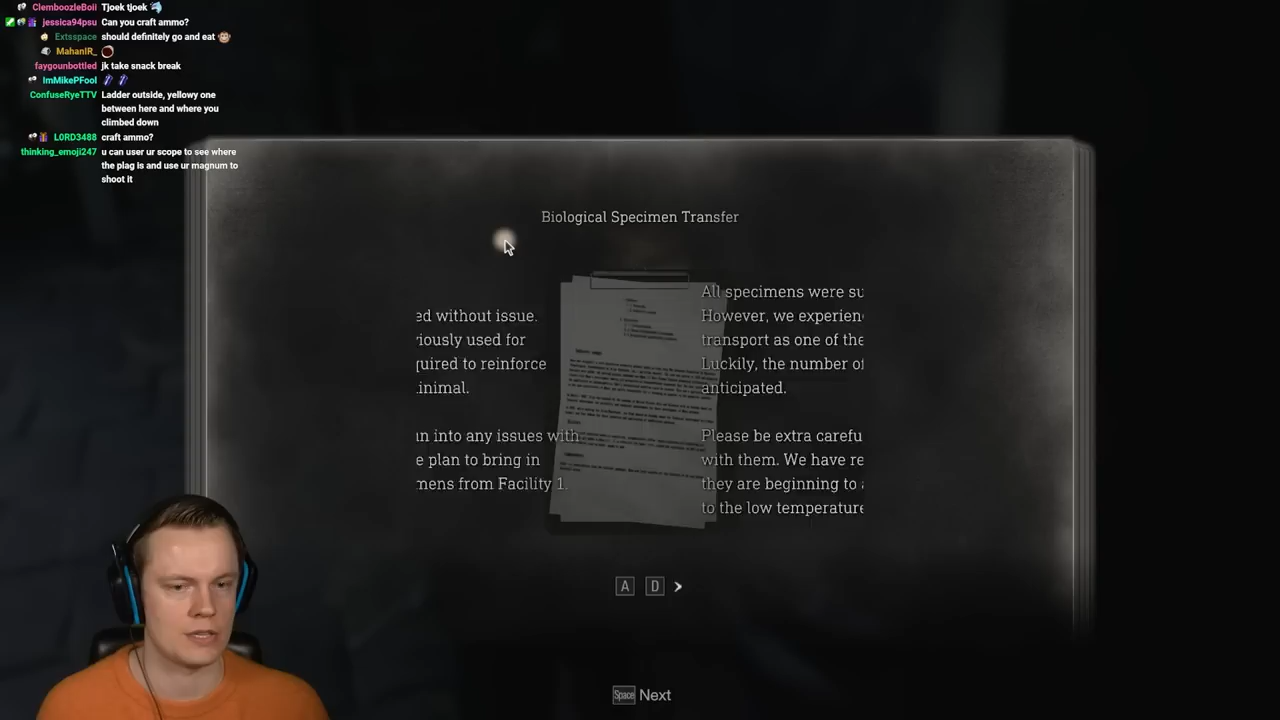 ClemboozleBoii Tjoek tjoek
jessica94psu Can you craft ammo?
Extsspace should definitely go and eat
MahanIR_
faygounbottled jk take snack break
ImMikePFool
ConfuseRyeTTV Ladder outside, yellowy one
between here and where you
climbed down
L0RD3488 craft ammo?
thinking_emoji247 u can user ur scope to see where
the plag is and use ur magnum to
shoot it
Biological Specimen Transfer
ed without issue.
riously used for
quired to reinforce
inimal.
un into any issues with
e plan to bring in
mens from Facility 1.
All specimens were su
However, we experien
transport as one of the
Luckily, the number of
anticipated.
Please be extra carefu
with them. We have re
they are beginning to a
to the low temperature
A D >
Space Next